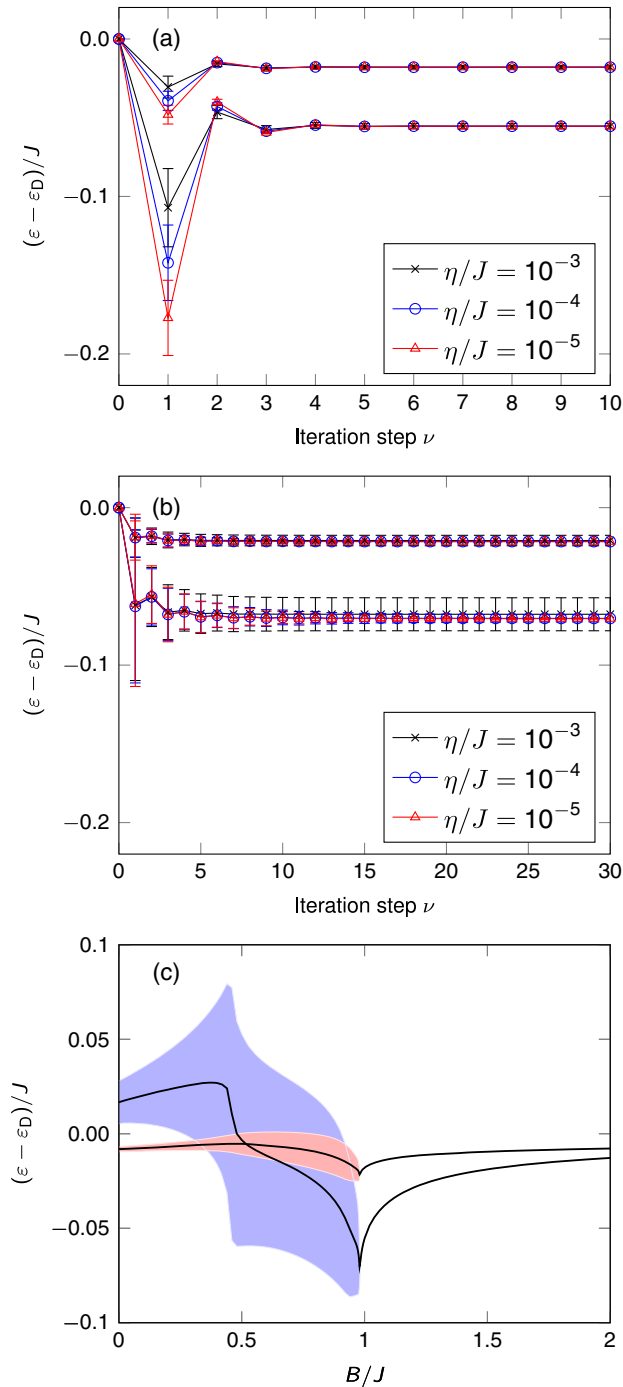 (a)
0.0
−0.1
−0.2
(ε − ε_D)/J
η/J = 10⁻³
η/J = 10⁻⁴
η/J = 10⁻⁵
0 1 2 3 4 5 6 7 8 9 10
Iteration step ν
(b)
0.0
−0.1
−0.2
(ε − ε_D)/J
η/J = 10⁻³
η/J = 10⁻⁴
η/J = 10⁻⁵
0 5 10 15 20 25 30
Iteration step ν
(c)
0.1
0.05
0.00
−0.05
−0.1
(ε − ε_D)/J
0 0.5 1 1.5 2
B/J